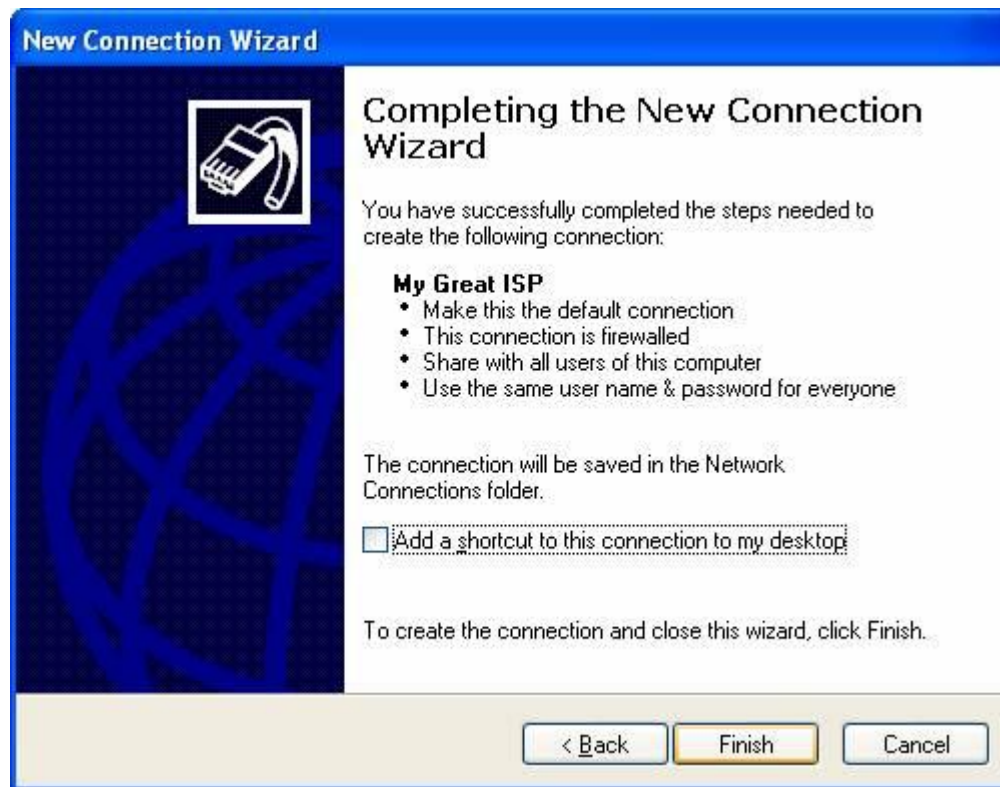 New Connection Wizard
Completing the New Connection
Wizard
You have successfully completed the steps needed to
create the following connection:
My Great ISP
• Make this the default connection
• This connection is firewalled
• Share with all users of this computer
• Use the same user name & password for everyone
The connection will be saved in the Network
Connections folder.
Add a shortcut to this connection to my desktop
To create the connection and close this wizard, click Finish.
< Back Finish Cancel